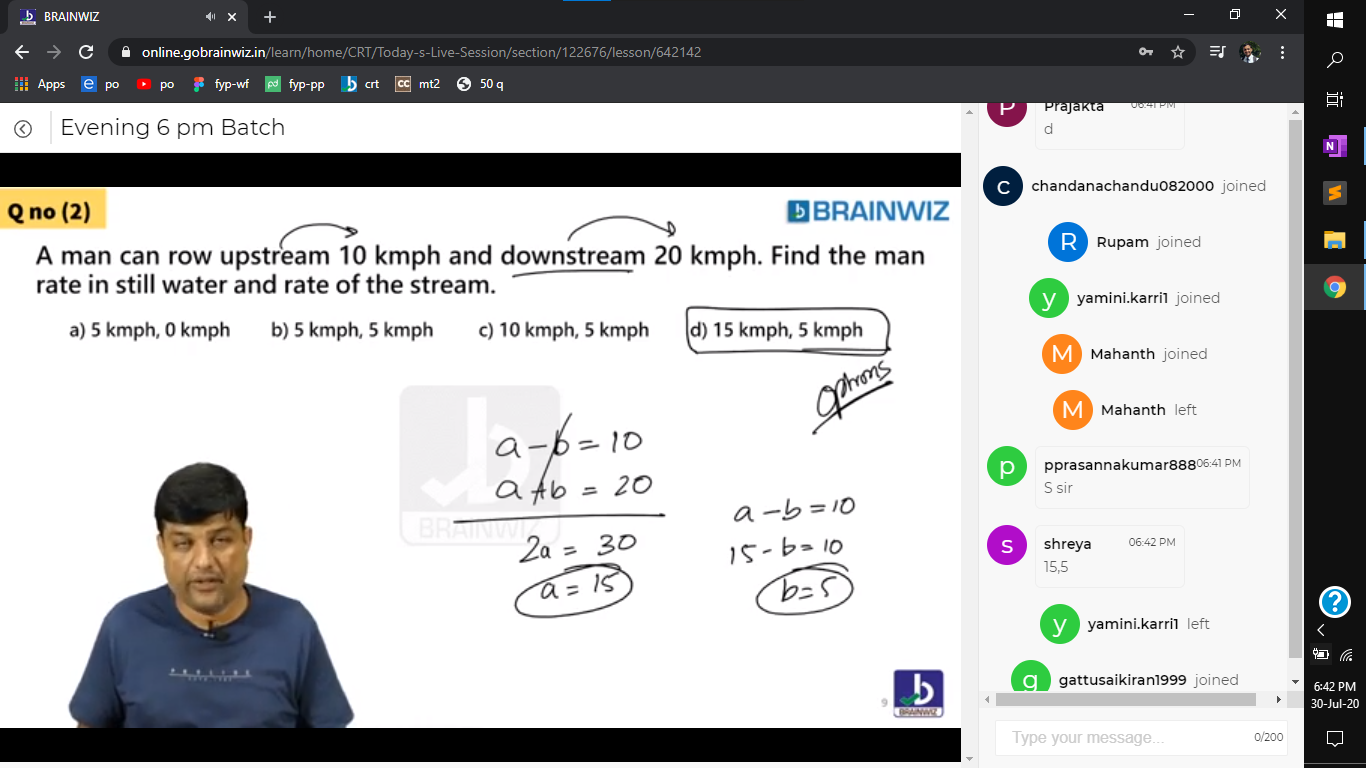 BRAINWIZ
online.gobrainwiz.in/learn/home/CRT/Today-s-Live-Session/section/122676/lesson/642142
Apps po po fyp-wf fyp-pp crt CC mt2 50 q
Evening 6 pm Batch
Q no (2)
BRAINWIZ
A man can row upstream 10 kmph and downstream 20 kmph. Find the man
rate in still water and rate of the stream.
a) 5 kmph, 0 kmph b) 5 kmph, 5 kmph c) 10 kmph, 5 kmph d) 15 kmph, 5 kmph
options
a - b = 10
a + b = 20
2a = 30
a = 15
a - b = 10
15 - b = 10
b = 5
BRAINWIZ
9
BRAINWIZ
P Prajakta 06:41 PM
d
c chandanachandu082000 joined
R Rupam joined
y yamini.karri1 joined
M Mahanth joined
M Mahanth left
p pprasannakumar888 06:41 PM
S sir
s shreya 06:42 PM
15,5
y yamini.karri1 left
g gattusaikiran1999 joined
Type your message... 0/200
6:42 PM
30-Jul-20